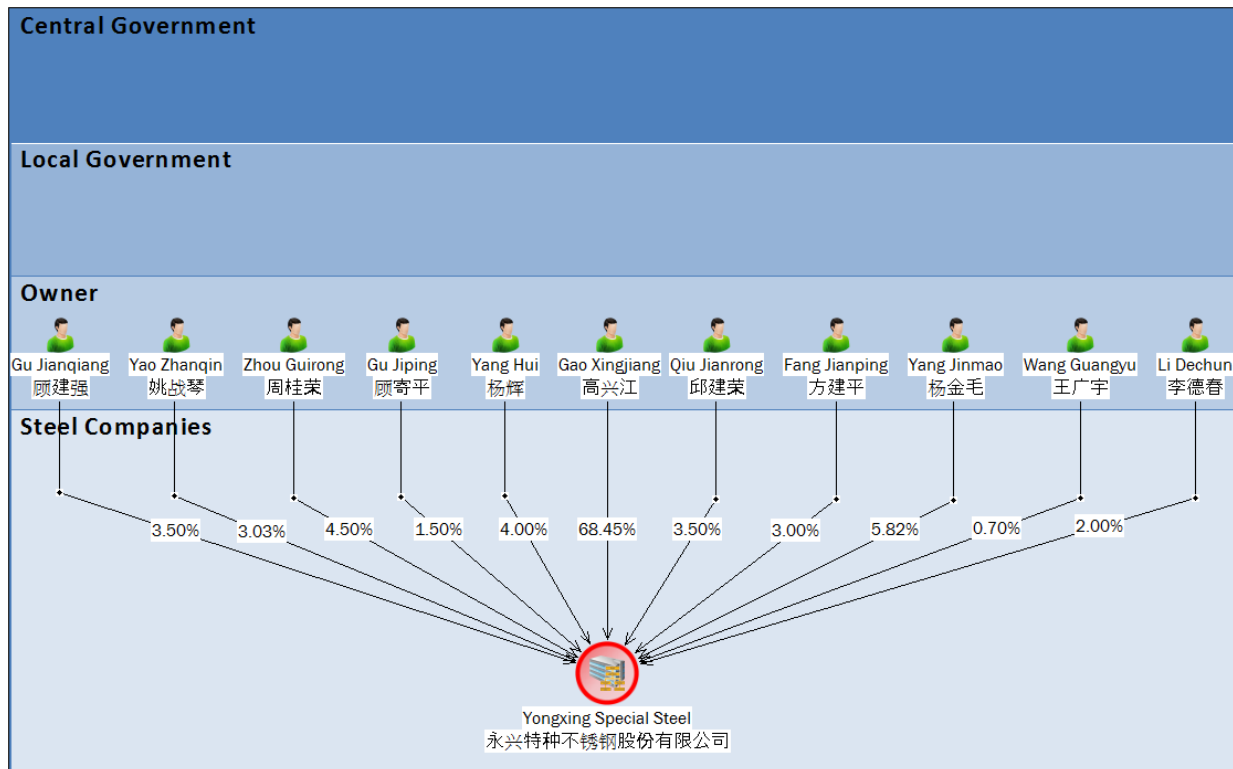 Central Government
Local Government
Owner
Gu Jianqiang
顾建强
Yao Zhanqin
姚战琴
Zhou Guirong
周桂荣
Gu Jiping
顾寄平
Yang Hui
杨辉
Gao Xingjiang
高兴江
Qiu Jianrong
邱建荣
Fang Jianping
方建平
Yang Jinmao
杨金毛
Wang Guangyu
王广宇
Li Dechun
李德春
Steel Companies
3.50%
3.03%
4.50%
1.50%
4.00%
68.45%
3.50%
3.00%
5.82%
0.70%
2.00%
Yongxing Special Steel
永兴特种不锈钢股份有限公司